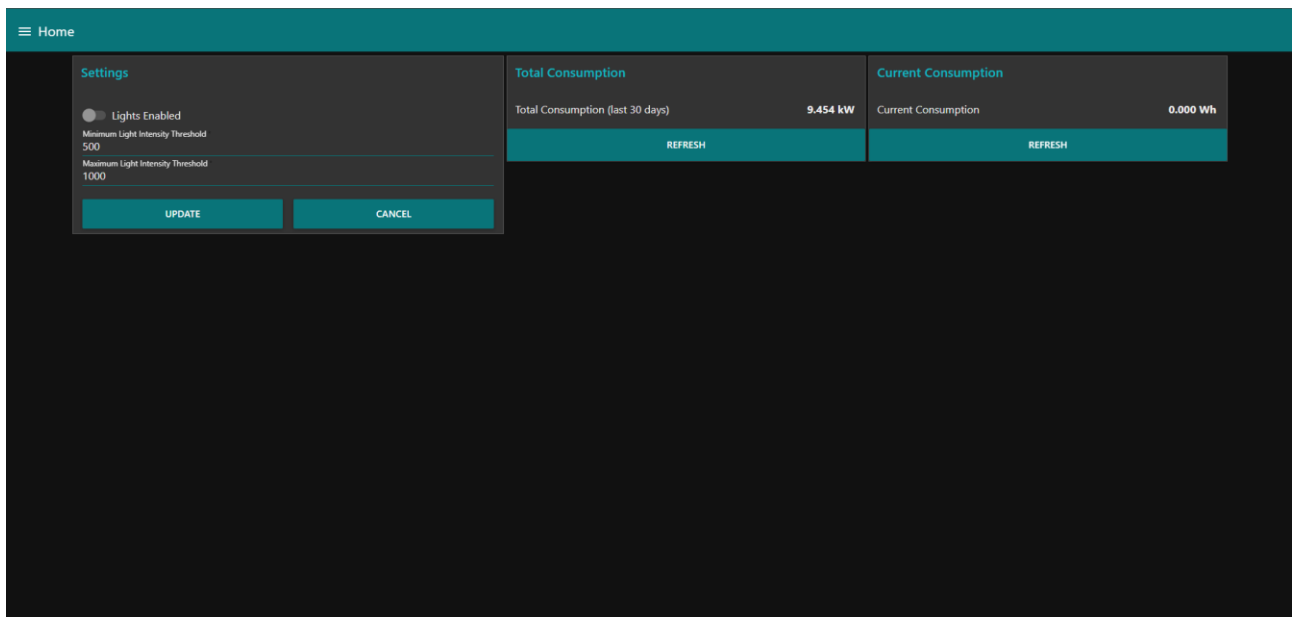 Home
Settings
Lights Enabled
Minimum Light Intensity Threshold
500
Maximum Light Intensity Threshold
1000
UPDATE CANCEL
Total Consumption
Total Consumption (last 30 days) 9.454 kW
REFRESH
Current Consumption
Current Consumption 0.000 Wh
REFRESH